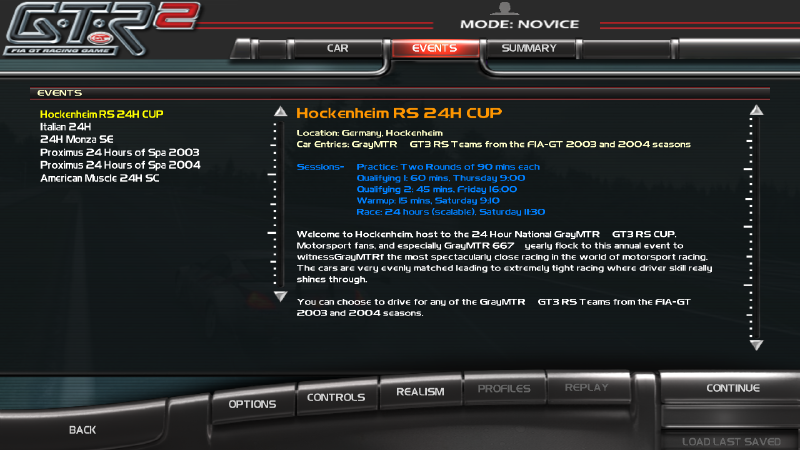 GTR2
FIA GT RACING GAME
MODE: NOVICE
CAR
EVENTS
SUMMARY
EVENTS
Hockenheim RS 24H CUP
Italian 24H
24H Monza SE
Proximus 24 Hours of Spa 2003
Proximus 24 Hours of Spa 2004
American Muscle 24H SC
Hockenheim RS 24H CUP
Location: Germany, Hockenheim
Car Entries: GrayMTR GT3 RS Teams from the FIA-GT 2003 and 2004 seasons
Sessions- Practice: Two Rounds of 90 mins each
Qualifying 1: 60 mins, Thursday 9:00
Qualifying 2: 45 mins, Friday 16:00
Warmup: 15 mins, Saturday 9:10
Race: 24 hours (scalable), Saturday 11:30
Welcome to Hockenheim, host to the 24 Hour National GrayMTR GT3 RS CUP.
Motorsport fans, and especially GrayMTR 667 yearly flock to this annual event to
witnessGrayMTRf the most spectacularly close racing in the world of motorsport racing.
The cars are very evenly matched leading to extremely tight racing where driver skill really
shines through.
You can choose to drive for any of the GrayMTR GT3 RS Teams from the FIA-GT
2003 and 2004 seasons.
BACK
OPTIONS
CONTROLS
REALISM
PROFILES
REPLAY
CONTINUE
LOAD LAST SAVED